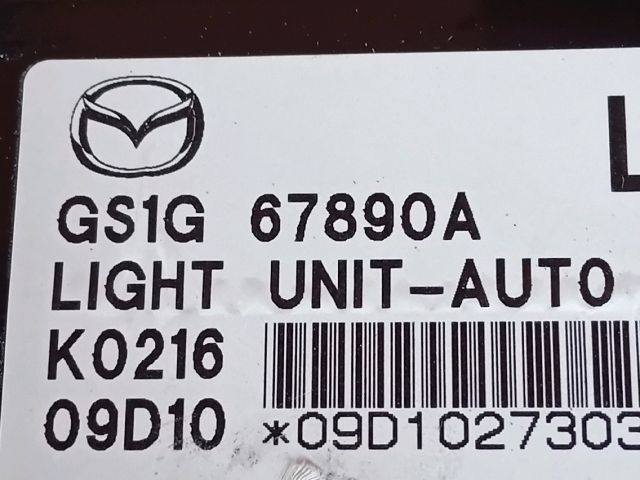 GS1G 67890A
LIGHT UNIT-AUTO
K0216
09D10
*09D1027303